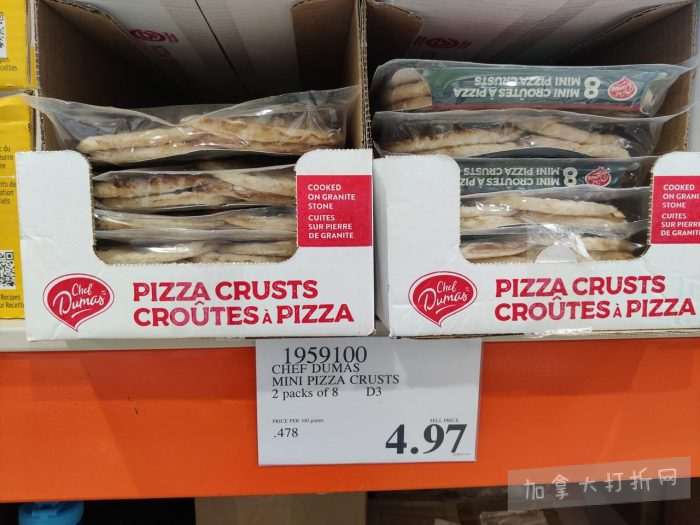 8 MINI CROÛTES À PIZZA
MINI PIZZA CRUSTS
Chef Dumas
MINI CROÛTES À PIZZA 8
COOKED
ON GRANITE
STONE
CUITES
SUR PIERRE
DE GRANITE
Chef
Dumas
PIZZA CRUSTS
CROÛTES À PIZZA
COOKED
ON GRANITE
STONE
CUITES
SUR PIERRE
DE GRANITE
Chef
Dumas
PIZZA CRUSTS
CROÛTES À PIZZA
1959100
CHEF DUMAS
MINI PIZZA CRUSTS
2 packs of 8 D3
PRICE PER 100 grams
SELL PRICE
.478
4.97
加拿大打折网